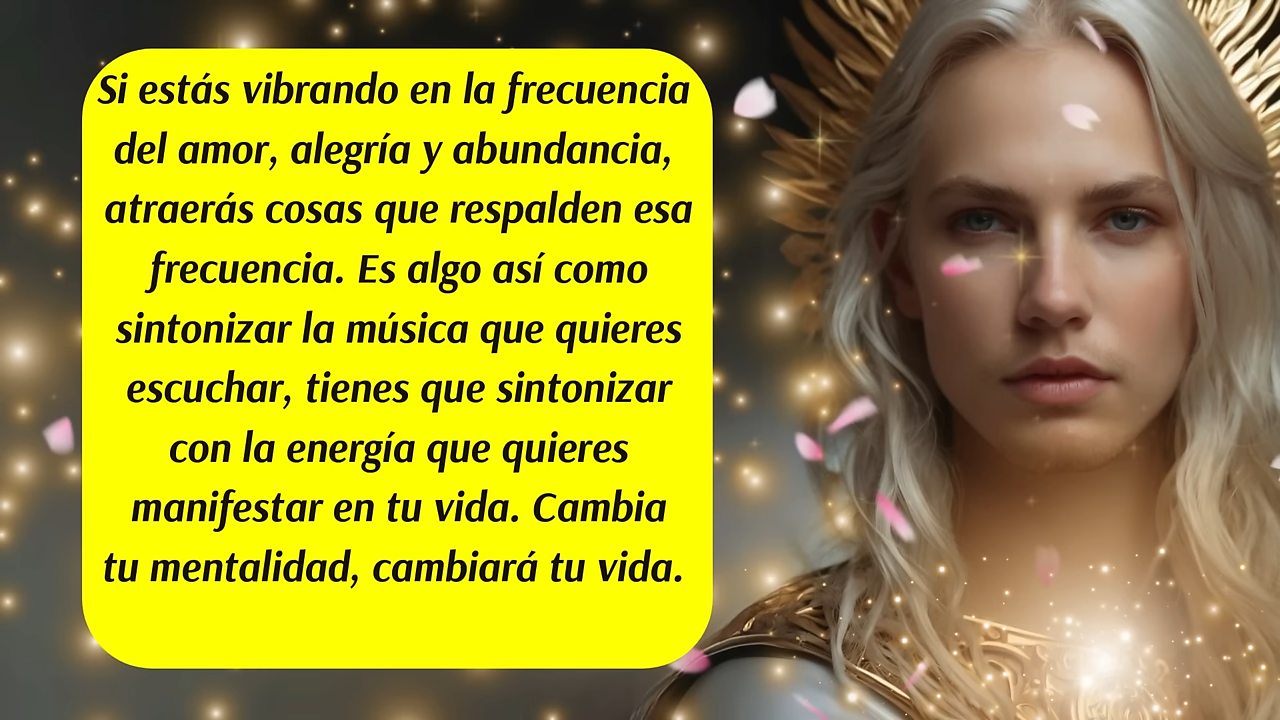 Si estás vibrando en la frecuencia
del amor, alegría y abundancia,
atraerás cosas que respalden esa
frecuencia. Es algo así como
sintonizar la música que quieres
escuchar, tienes que sintonizar
con la energía que quieres
manifestar en tu vida. Cambia
tu mentalidad, cambiará tu vida.